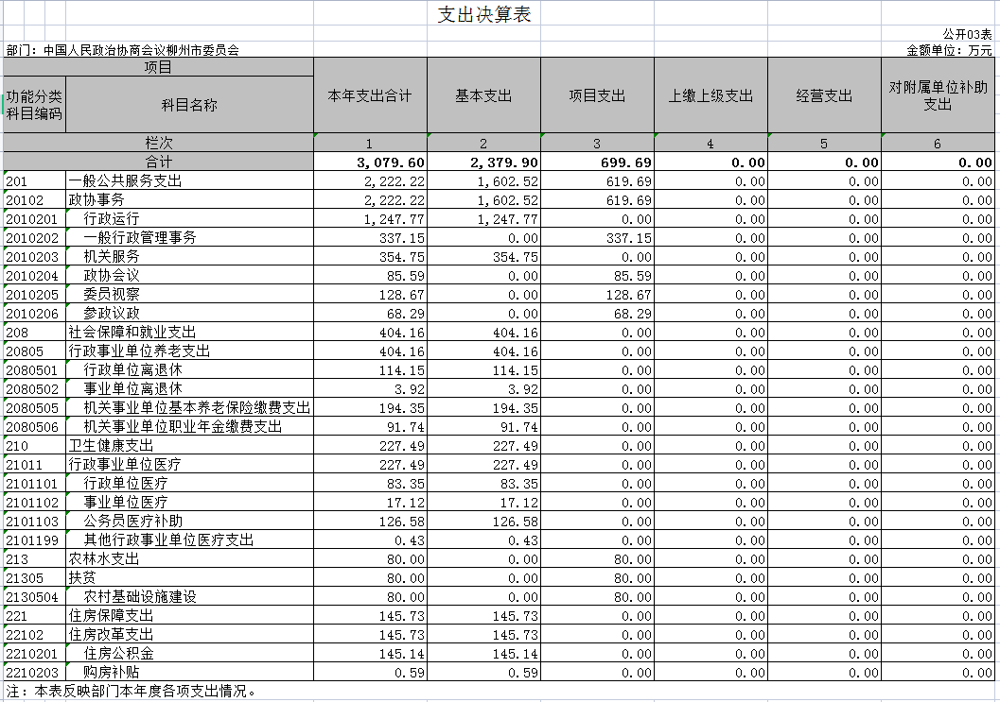 支出决算表
公开03表
部门：中国人民政治协商会议柳州市委员会 金额单位：万元
项目 本年支出合计 基本支出 项目支出 上缴上级支出 经营支出 对附属单位补助支出
功能分类科目编码 科目名称
栏次 1 2 3 4 5 6
合计 3,079.60 2,379.90 699.69 0.00 0.00 0.00
201 一般公共服务支出 2,222.22 1,602.52 619.69 0.00 0.00 0.00
20102 政协事务 2,222.22 1,602.52 619.69 0.00 0.00 0.00
2010201 行政运行 1,247.77 1,247.77 0.00 0.00 0.00 0.00
2010202 一般行政管理事务 337.15 0.00 337.15 0.00 0.00 0.00
2010203 机关服务 354.75 354.75 0.00 0.00 0.00 0.00
2010204 政协会议 85.59 0.00 85.59 0.00 0.00 0.00
2010205 委员视察 128.67 0.00 128.67 0.00 0.00 0.00
2010206 参政议政 68.29 0.00 68.29 0.00 0.00 0.00
208 社会保障和就业支出 404.16 404.16 0.00 0.00 0.00 0.00
20805 行政事业单位养老支出 404.16 404.16 0.00 0.00 0.00 0.00
2080501 行政单位离退休 114.15 114.15 0.00 0.00 0.00 0.00
2080502 事业单位离退休 3.92 3.92 0.00 0.00 0.00 0.00
2080505 机关事业单位基本养老保险缴费支出 194.35 194.35 0.00 0.00 0.00 0.00
2080506 机关事业单位职业年金缴费支出 91.74 91.74 0.00 0.00 0.00 0.00
210 卫生健康支出 227.49 227.49 0.00 0.00 0.00 0.00
21011 行政事业单位医疗 227.49 227.49 0.00 0.00 0.00 0.00
2101101 行政单位医疗 83.35 83.35 0.00 0.00 0.00 0.00
2101102 事业单位医疗 17.12 17.12 0.00 0.00 0.00 0.00
2101103 公务员医疗补助 126.58 126.58 0.00 0.00 0.00 0.00
2101199 其他行政事业单位医疗支出 0.43 0.43 0.00 0.00 0.00 0.00
213 农林水支出 80.00 0.00 80.00 0.00 0.00 0.00
21305 扶贫 80.00 0.00 80.00 0.00 0.00 0.00
2130504 农村基础设施建设 80.00 0.00 80.00 0.00 0.00 0.00
221 住房保障支出 145.73 145.73 0.00 0.00 0.00 0.00
22102 住房改革支出 145.73 145.73 0.00 0.00 0.00 0.00
2210201 住房公积金 145.14 145.14 0.00 0.00 0.00 0.00
2210203 购房补贴 0.59 0.59 0.00 0.00 0.00 0.00
注：本表反映部门本年度各项支出情况。